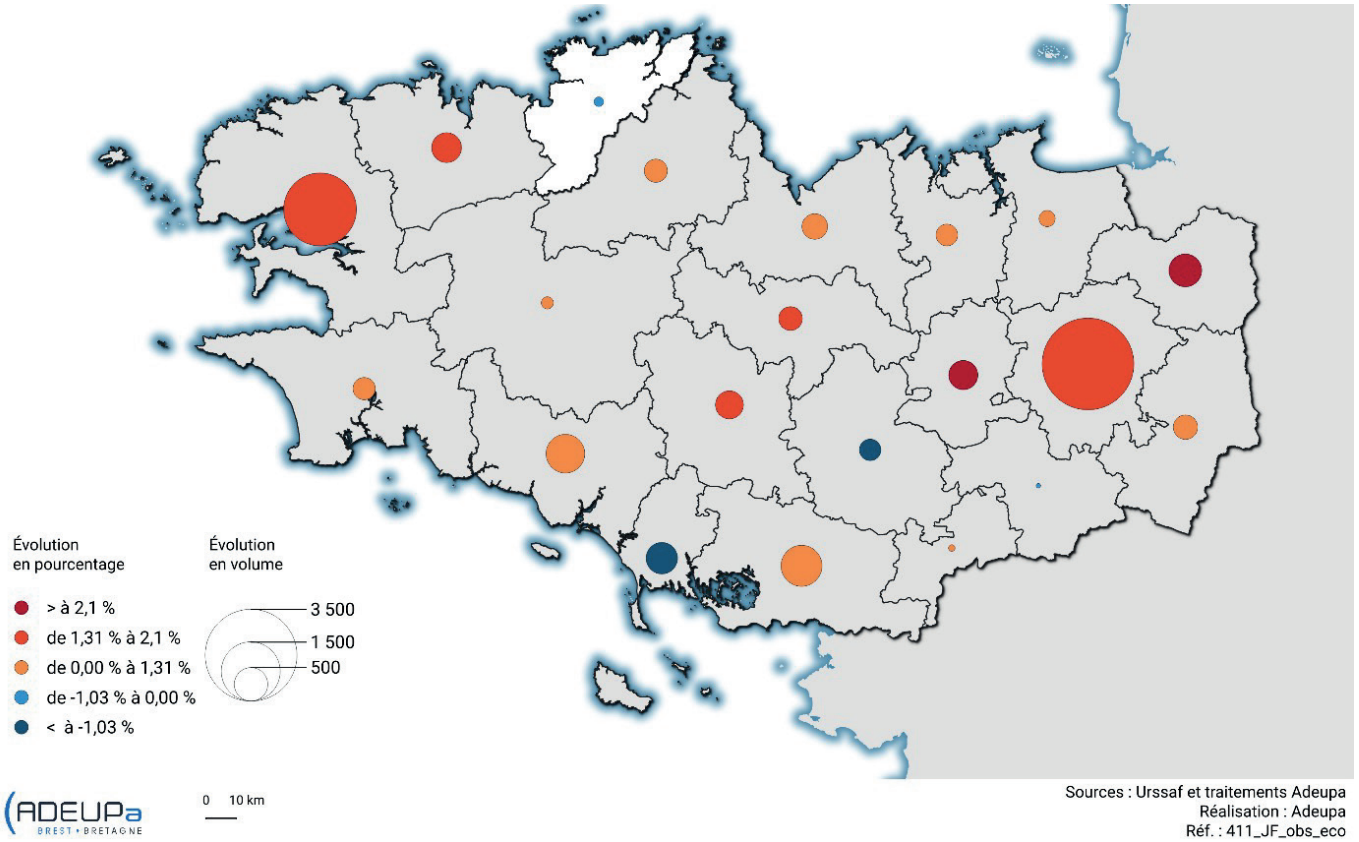 Évolution
en pourcentage
> à 2,1 %
de 1,31 % à 2,1 %
de 0,00 % à 1,31 %
de -1,03 % à 0,00 %
< à -1,03 %
Évolution
en volume
3 500
1 500
500
ADEUPa
BREST • BRETAGNE
0 10 km
Sources : Urssaf et traitements Adeupa
Réalisation : Adeupa
Réf. : 411_JF_obs_eco